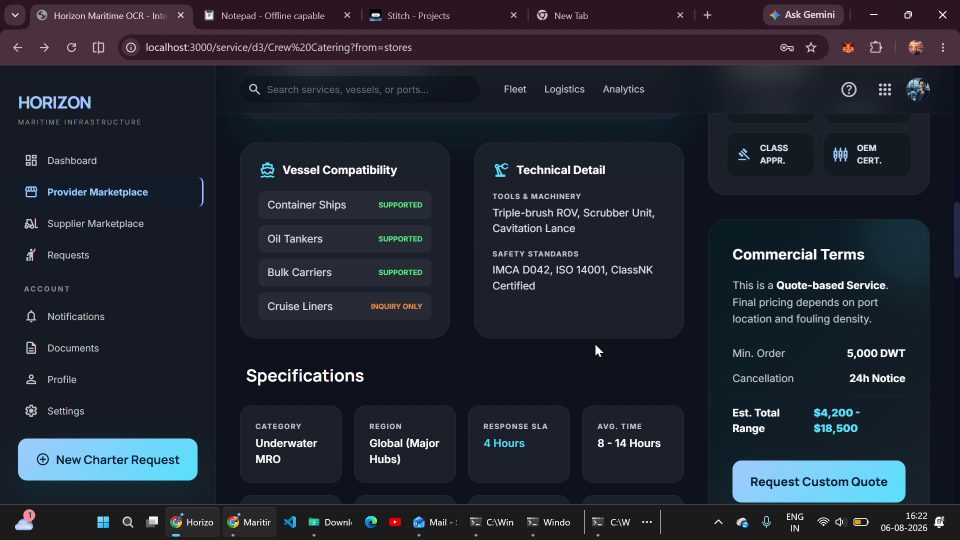 Horizon Maritime OCR - Inte
Notepad - Offline capable
Stitch - Projects
New Tab
Ask Gemini
localhost:3000/service/d3/Crew%20Catering?from=stores
HORIZON
MARITIME INFRASTRUCTURE
Dashboard
Provider Marketplace
Supplier Marketplace
Requests
ACCOUNT
Notifications
Documents
Profile
Settings
New Charter Request
Search services, vessels, or ports...
Fleet
Logistics
Analytics
Vessel Compatibility
Container Ships SUPPORTED
Oil Tankers SUPPORTED
Bulk Carriers SUPPORTED
Cruise Liners INQUIRY ONLY
Technical Detail
TOOLS & MACHINERY
Triple-brush ROV, Scrubber Unit,
Cavitation Lance
SAFETY STANDARDS
IMCA D042, ISO 14001, ClassNK
Certified
Specifications
CATEGORY
Underwater
MRO
REGION
Global (Major
Hubs)
RESPONSE SLA
4 Hours
AVG. TIME
8 - 14 Hours
CLASS
APPR.
OEM
CERT.
Commercial Terms
This is a Quote-based Service.
Final pricing depends on port
location and fouling density.
Min. Order 5,000 DWT
Cancellation 24h Notice
Est. Total
Range
$4,200 -
$18,500
Request Custom Quote
1
Horizo
Maritir
Downl
Mail - S
C:\Win
Windo
C:\W
ENG
IN
16:22
06-08-2026